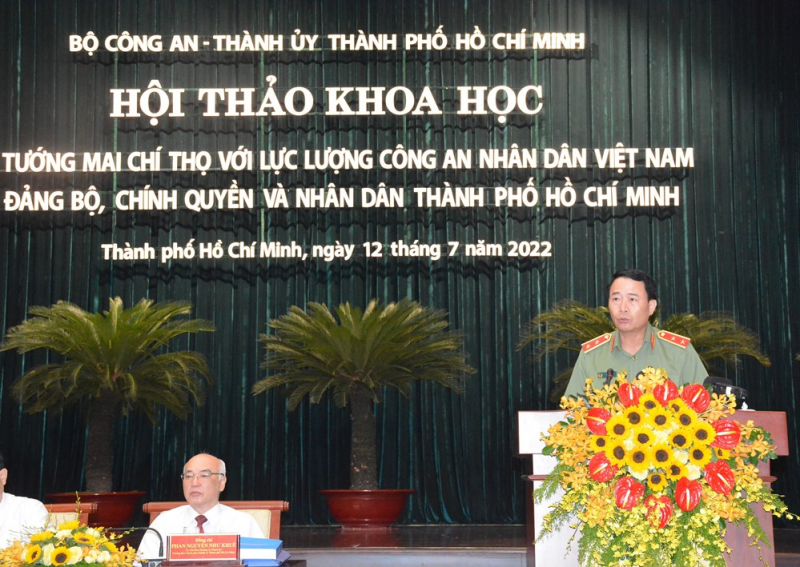 BỘ CÔNG AN - THÀNH ỦY THÀNH PHỐ HỒ CHÍ MINH
HỘI THẢO KHOA HỌC
TƯỚNG MAI CHÍ THỌ VỚI LỰC LƯỢNG CÔNG AN NHÂN DÂN VIỆT NAM
ĐẢNG BỘ, CHÍNH QUYỀN VÀ NHÂN DÂN THÀNH PHỐ HỒ CHÍ MINH
Thành phố Hồ Chí Minh, ngày 12 tháng 7 năm 2022
Đồng chí
PHAN NGUYỄN NHƯ KHUÊ